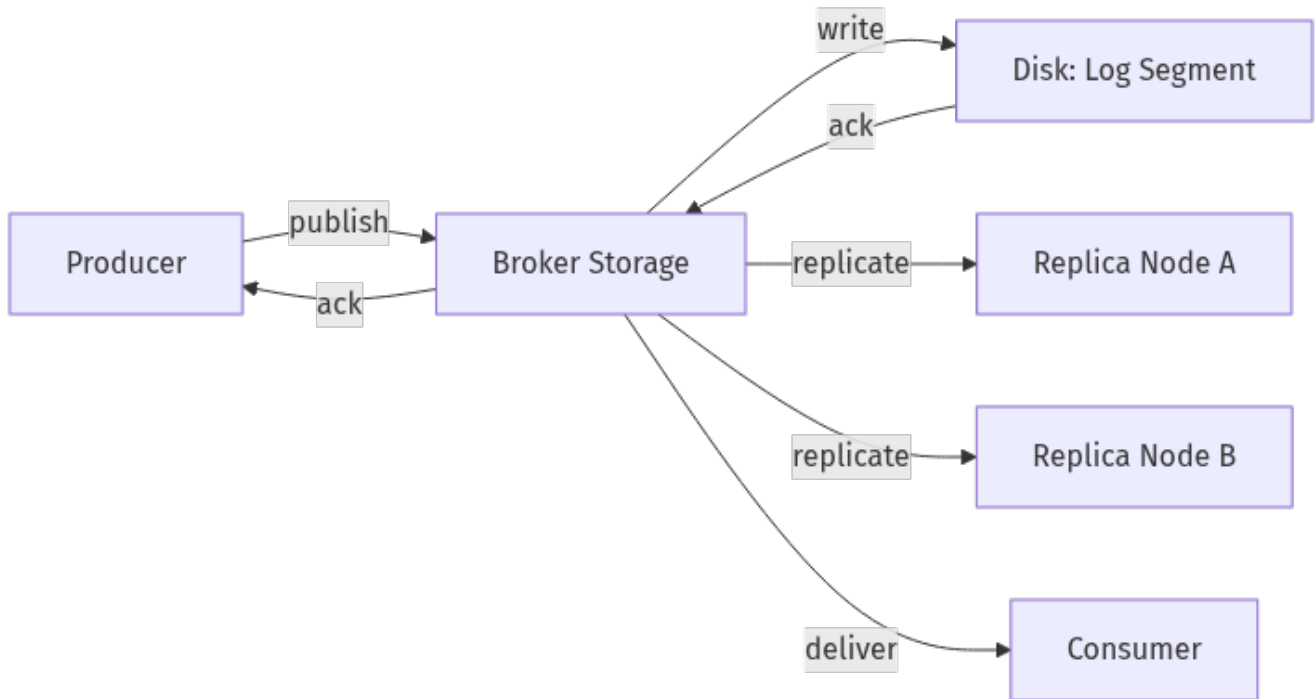 write
Disk: Log Segment
ack
publish
Producer
Broker Storage
replicate
Replica Node A
ack
replicate
Replica Node B
deliver
Consumer